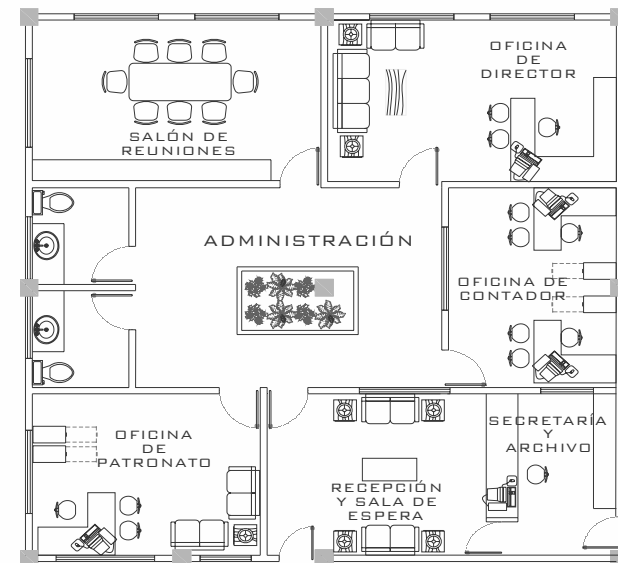 OFICINA
DE
DIRECTOR
SALÓN DE
REUNIONES
ADMINISTRACIÓN
OFICINA DE
CONTADOR
OFICINA
DE
PATRONATO
RECEPCIÓN
Y SALA DE
ESPERA
SECRETARÍA
Y
ARCHIVO